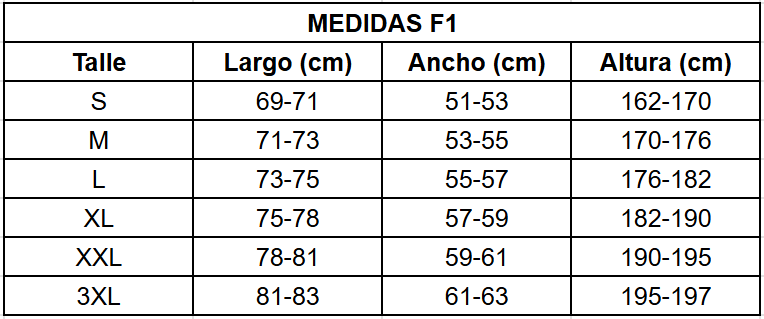 MEDIDAS F1
Talle Largo (cm) Ancho (cm) Altura (cm)
S 69-71 51-53 162-170
M 71-73 53-55 170-176
L 73-75 55-57 176-182
XL 75-78 57-59 182-190
XXL 78-81 59-61 190-195
3XL 81-83 61-63 195-197